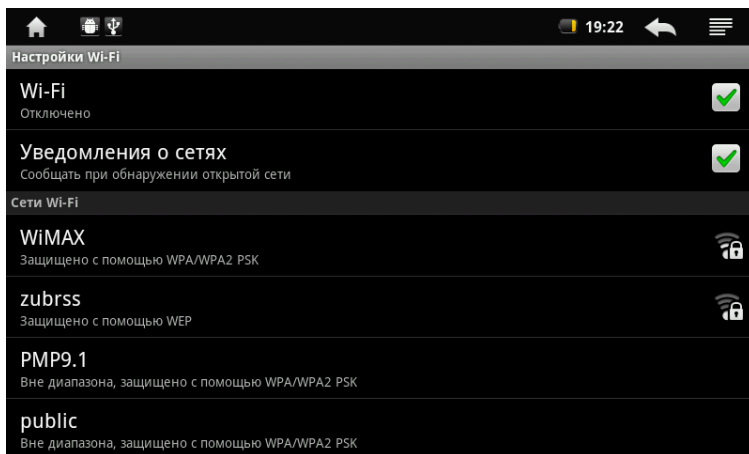 19:22
Настройки Wi-Fi
Wi-Fi
Отключено
Уведомления о сетях
Сообщать при обнаружении открытой сети
Сети Wi-Fi
WiMAX
Защищено с помощью WPA/WPA2 PSK
zubrss
Защищено с помощью WEP
PMP9.1
Вне диапазона, защищено с помощью WPA/WPA2 PSK
public
Вне диапазона, защищено с помощью WPA/WPA2 PSK